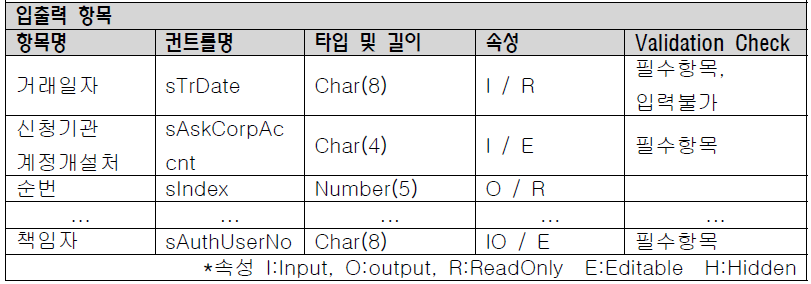 입출력 항목
항목명 컨트롤명 타입 및 길이 속성 Validation Check
거래일자 sTrDate Char(8) I / R 필수항목,
입력불가
신청기관 sAskCorpAc Char(4) I / E 필수항목
계정개설처 cnt
순번 sIndex Number(5) O / R
… … … … …
책임자 sAuthUserNo Char(8) IO / E 필수항목
*속성 I:Input, O:output, R:ReadOnly E:Editable H:Hidden